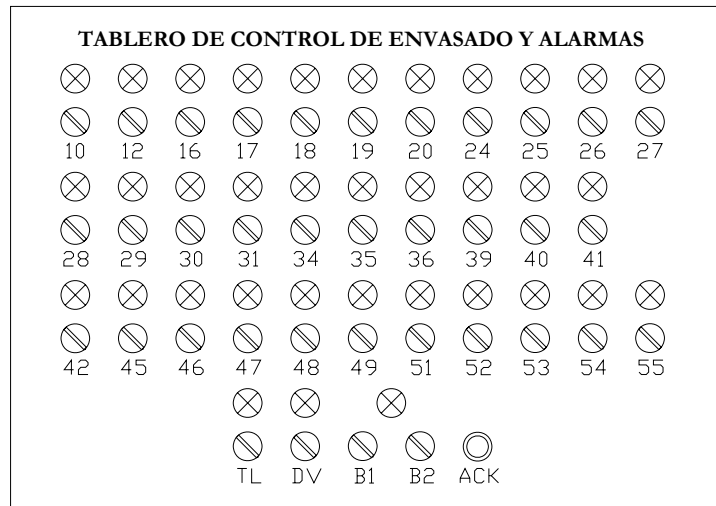 TABLERO DE CONTROL DE ENVASADO Y ALARMAS
10 12 16 17 18 19 20 24 25 26 27
28 29 30 31 34 35 36 39 40 41
42 45 46 47 48 49 51 52 53 54 55
TL DV B1 B2 ACK